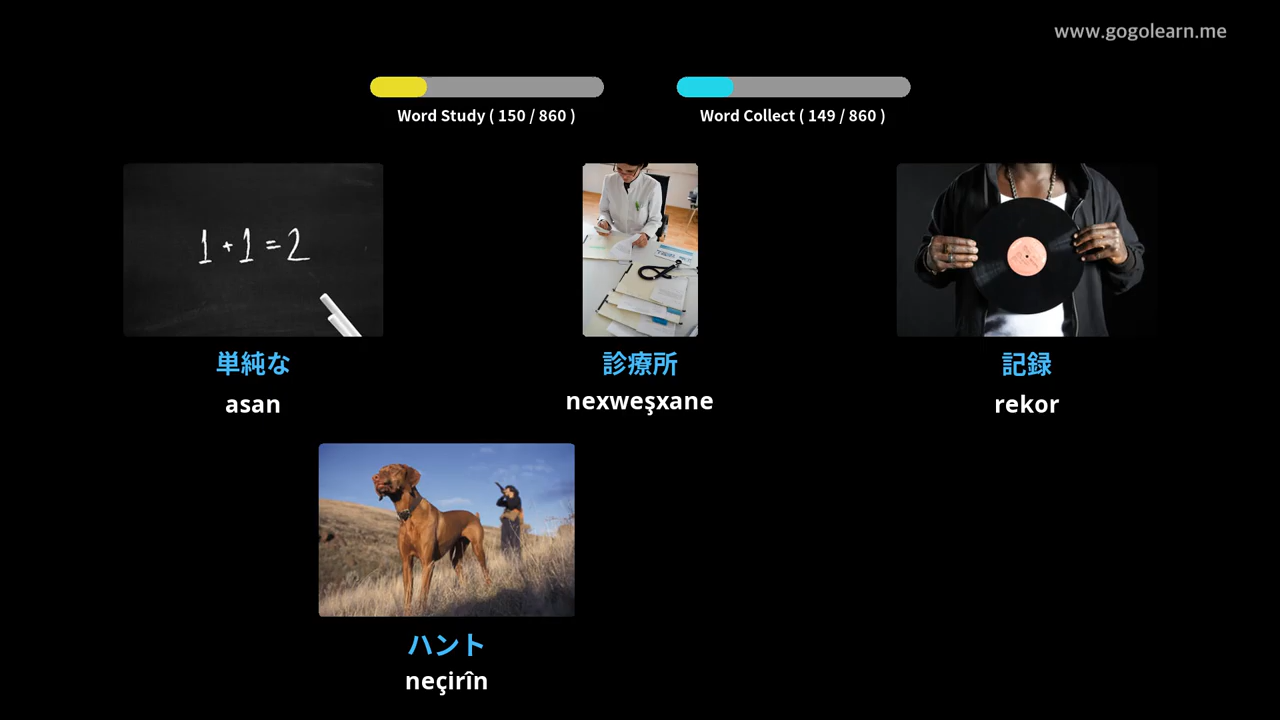 www.gogolearn.me
Word Study ( 150 / 860 )
Word Collect ( 149 / 860 )
1 + 1 = 2
単純な
asan
診療所
nexweşxane
記録
rekor
ハント
neçirîn